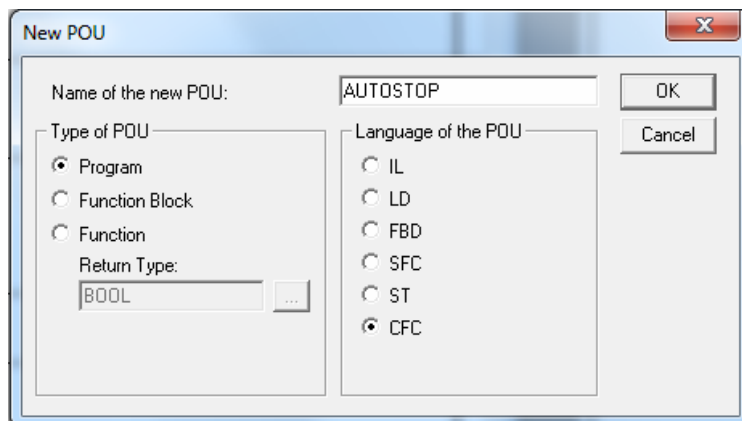 New POU
Name of the new POU:
AUTOSTOP
OK
Cancel
Type of POU
Program
Function Block
Function
Return Type:
BOOL
...
Language of the POU
IL
LD
FBD
SFC
ST
CFC